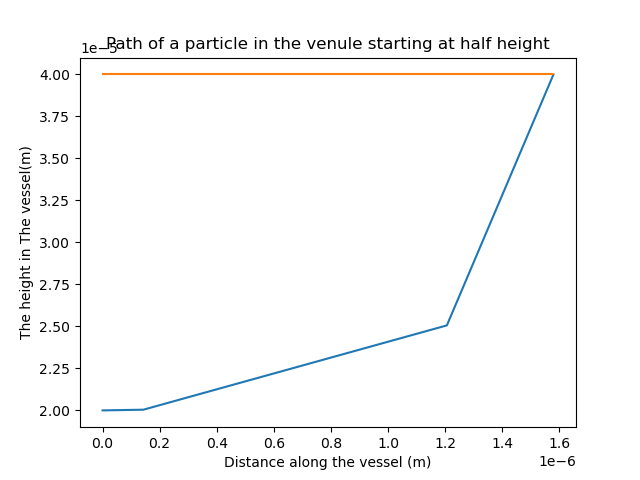 Path of a particle in the venule starting at half height
1e−5
4.00
3.75
3.50
3.25
3.00
2.75
2.50
2.25
2.00
The height in The vessel(m)
0.0 0.2 0.4 0.6 0.8 1.0 1.2 1.4 1.6
1e−6
Distance along the vessel (m)